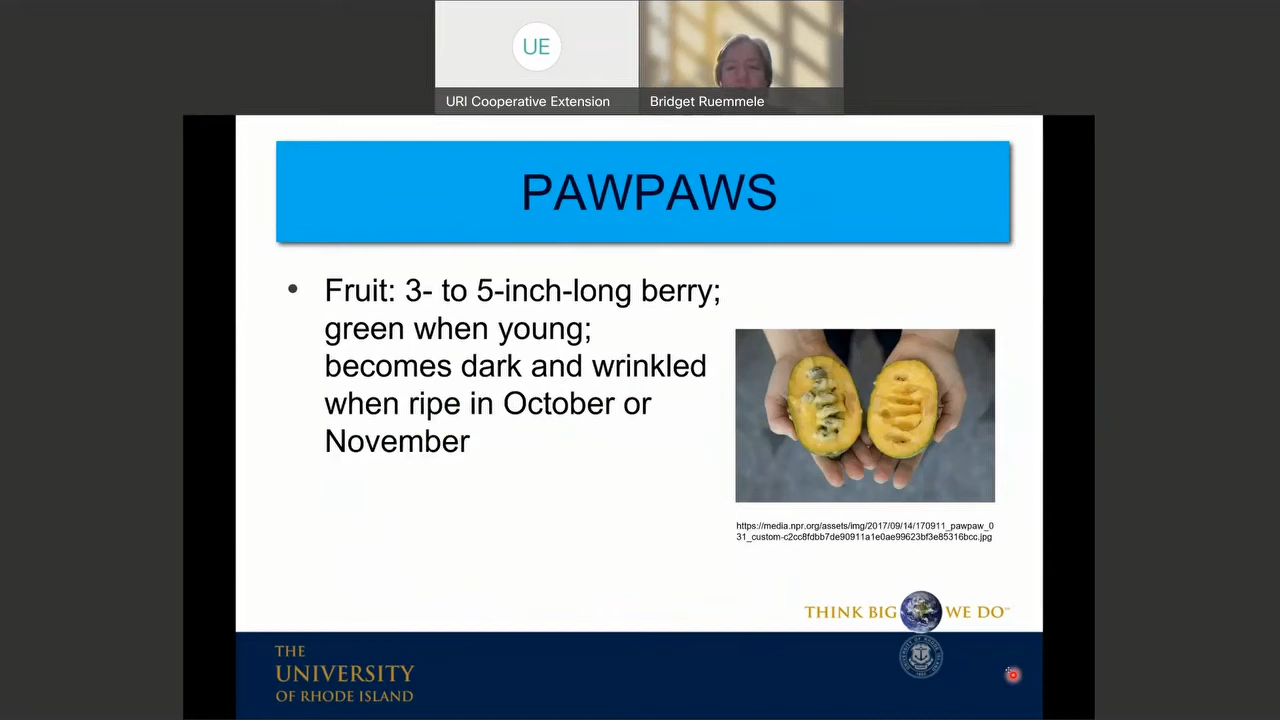 UE
URI Cooperative Extension
Bridget Ruemmele
PAWPAWS
• Fruit: 3- to 5-inch-long berry;
green when young;
becomes dark and wrinkled
when ripe in October or
November
https://media.npr.org/assets/img/2017/09/14/170911_pawpaw_0
31_custom-c2cc8fdbb7de90911a1e0ae99623bf3e85316bcc.jpg
THINK BIG WE DO™
THE
UNIVERSITY
OF RHODE ISLAND